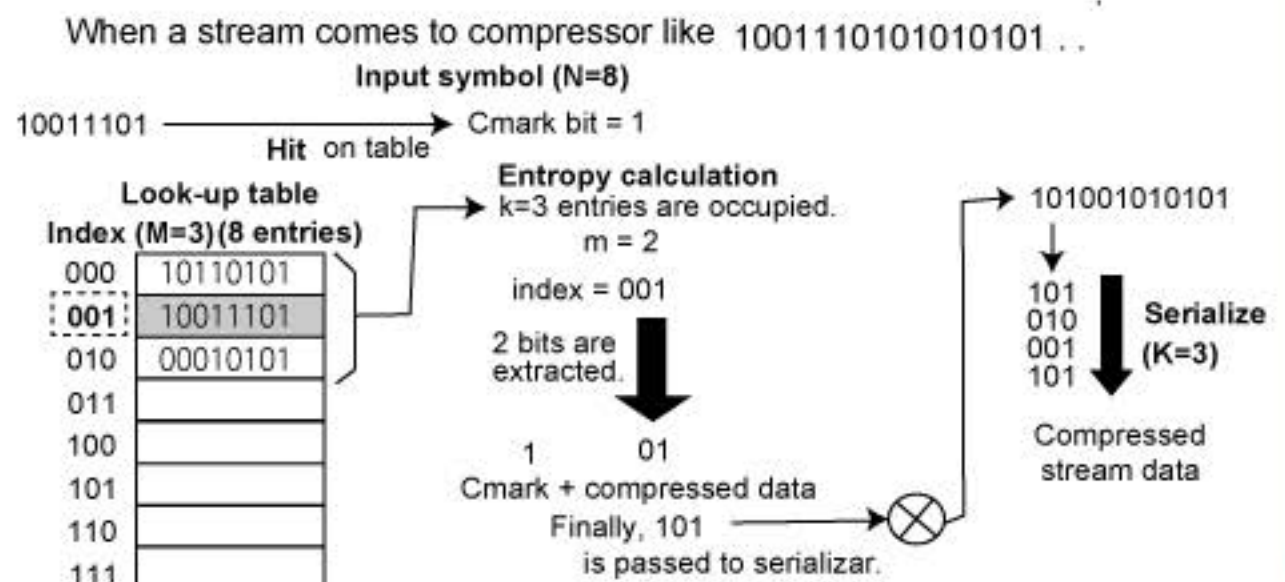 When a stream comes to compressor like 1001110101010101 . .
Input symbol (N=8)
10011101
Cmark bit = 1
Hit on table
Look-up table
Index (M=3)(8 entries)
000 10110101
001 10011101
010 00010101
011
100
101
110
111
Entropy calculation
k=3 entries are occupied.
m = 2
index = 001
2 bits are
extracted.
1 01
Cmark + compressed data
Finally, 101
is passed to serializar.
101001010101
101
010
001
101
Serialize
(K=3)
Compressed
stream data